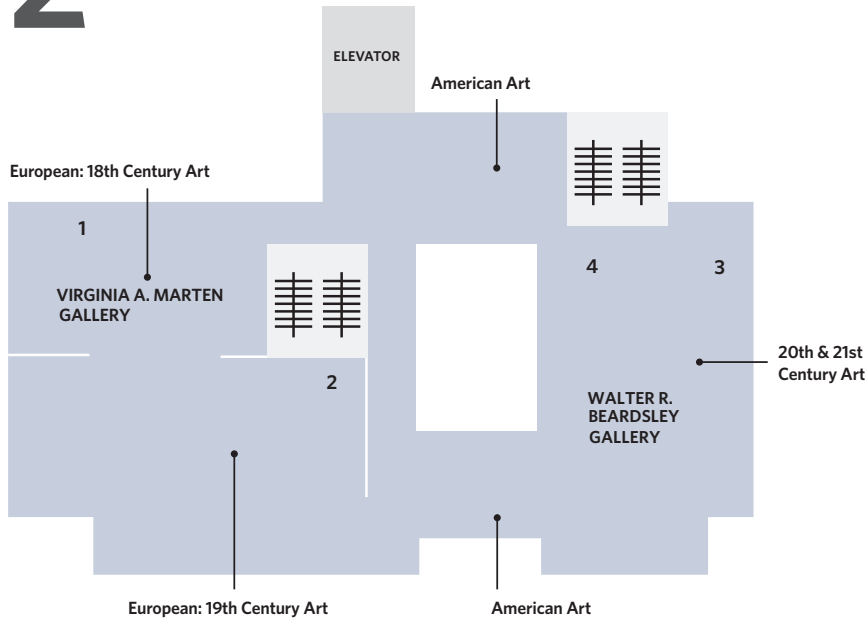 2
ELEVATOR
American Art
European: 18th Century Art
1
4
3
VIRGINIA A. MARTEN
GALLERY
20th & 21st
Century Art
2
WALTER R.
BEARDSLEY
GALLERY
European: 19th Century Art
American Art